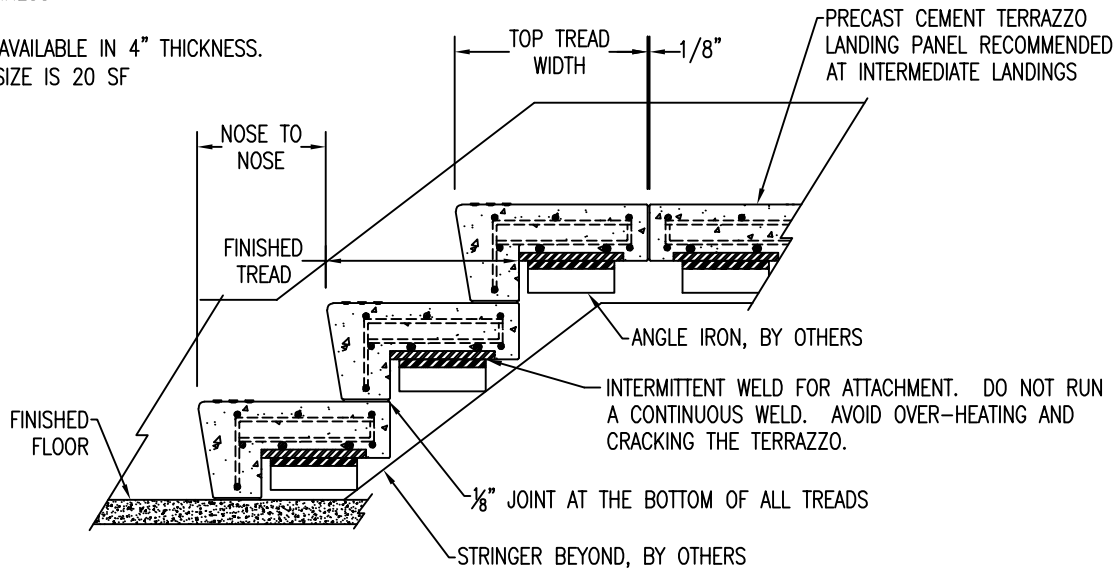 AVAILABLE IN 4" THICKNESS.
SIZE IS 20 SF
TOP TREAD
WIDTH
1/8"
PRECAST CEMENT TERRAZZO
LANDING PANEL RECOMMENDED
AT INTERMEDIATE LANDINGS
NOSE TO
NOSE
FINISHED
TREAD
ANGLE IRON, BY OTHERS
INTERMITTENT WELD FOR ATTACHMENT. DO NOT RUN
A CONTINUOUS WELD. AVOID OVER-HEATING AND
CRACKING THE TERRAZZO.
FINISHED
FLOOR
⅛" JOINT AT THE BOTTOM OF ALL TREADS
STRINGER BEYOND, BY OTHERS